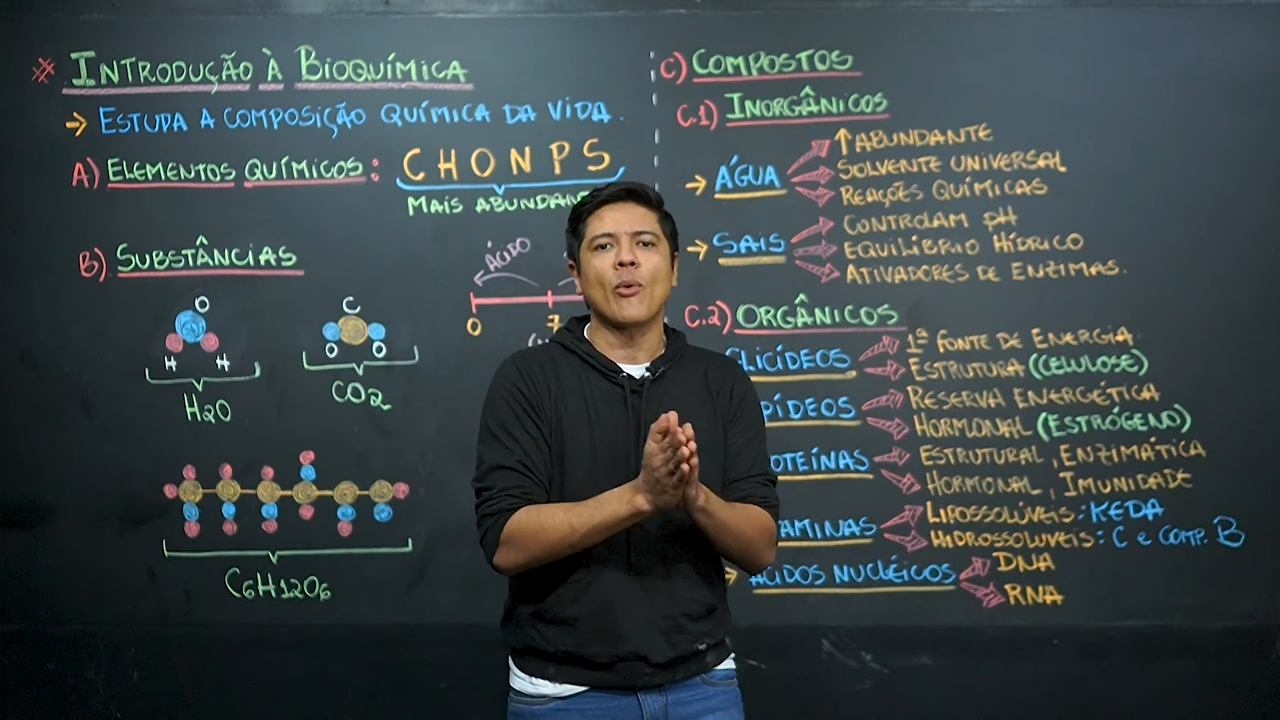 * INTRODUÇÃO À BIOQUÍMICA
→ ESTUDA A COMPOSIÇÃO QUÍMICA DA VIDA.
A) ELEMENTOS QUÍMICOS: CHONPS
MAIS ABUNDAN
B) SUBSTÂNCIAS
O
H H
H2O
C
O O
CO2
C6H12O6
ÁCIDO
0 7
C) COMPOSTOS
C.1) INORGÂNICOS
→ ÁGUA
↑ ABUNDANTE
SOLVENTE UNIVERSAL
REAÇÕES QUÍMICAS
→ SAIS
CONTROLAM pH
EQUILÍBRIO HÍDRICO
ATIVADORES DE ENZIMAS.
C.2) ORGÂNICOS
GLICÍDEOS
1ª FONTE DE ENERGIA
ESTRUTURA (CELULOSE)
PÍDEOS
RESERVA ENERGÉTICA
HORMONAL (ESTRÓGENO)
OTEÍNAS
ESTRUTURAL, ENZIMÁTICA
HORMONAL, IMUNIDADE
AMINAS
LIPOSSOLÚVEIS: KEDA
HIDROSSOLUVEIS: C e COMP. B
→ ÁCIDOS NUCLÉICOS
DNA
RNA